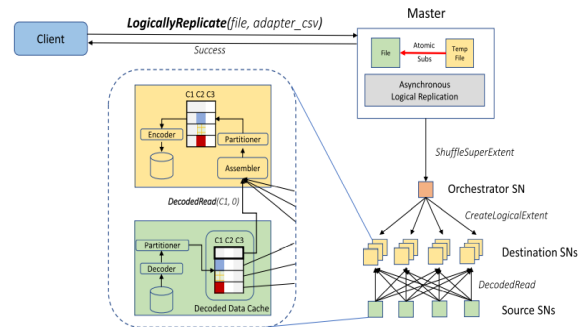 Client
LogicallyReplicate(file, adapter_csv)
Success
Master
File
Atomic
Subs
Temp
File
Asynchronous
Logical Replication
ShuffleSuperExtent
Orchestrator SN
CreateLogicalExtent
Destination SNs
DecodedRead
Source SNs
C1 C2 C3
Encoder
Partitioner
Assembler
DecodedRead(C1, 0)
Partitioner
C1 C2 C3
Decoder
Decoded Data Cache